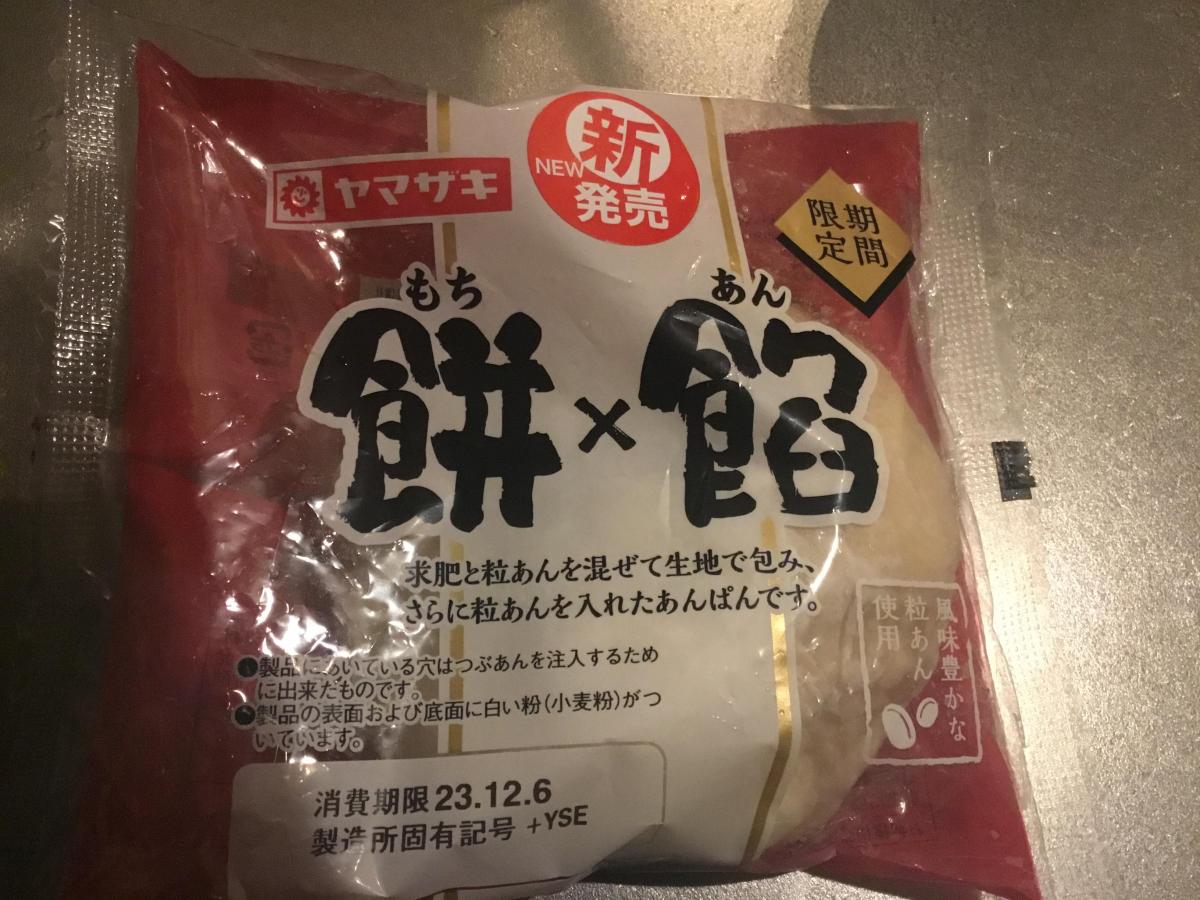 ヤマザキ
NEW
新
発売
期間
限定
もち
あん
餅×餡
求肥と粒あんを混ぜて生地で包み、
さらに粒あんを入れたあんぱんです。
風味豊かな
粒あん
使用
●製品にあいている穴はつぶあんを注入するため
に出来たものです。
●製品の表面および底面に白い粉(小麦粉)がつ
いています。
消費期限 23.12.6
製造所固有記号 +YSE